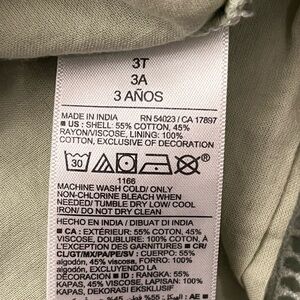 3T
3A
3 AÑOS
MADE IN INDIA RN 54023 / CA 17897
■ US : SHELL: 55% COTTON, 45%
RAYON/VISCOSE, LINING: 100%
COTTON, EXCLUSIVE OF DECORATION
30
1166
MACHINE WASH COLD/ ONLY
NON-CHLORINE BLEACH WHEN
NEEDED/ TUMBLE DRY LOW/ COOL
IRON/ DO NOT DRY CLEAN
HECHO EN INDIA / DIBUAT DI INDIA
■ CA : EXTÉRIEUR: 55% COTON, 45%
VISCOSE, DOUBLURE: 100% COTON, À
L'EXCEPTION DES GARNITURES ■ CR/
CL/GT/MX/PA/PE/SV : CUERPO: 55%
algodón, 45% viscosa, FORRO: 100%
algodón, EXCLUYENDO LA
DECORACION ■ ID : RANGKA: 55%
KAPAS, 45% VISCOSE, LAPISAN: 100%
KAPAS, DEKORASI EKSKLUSIF
■ AE :